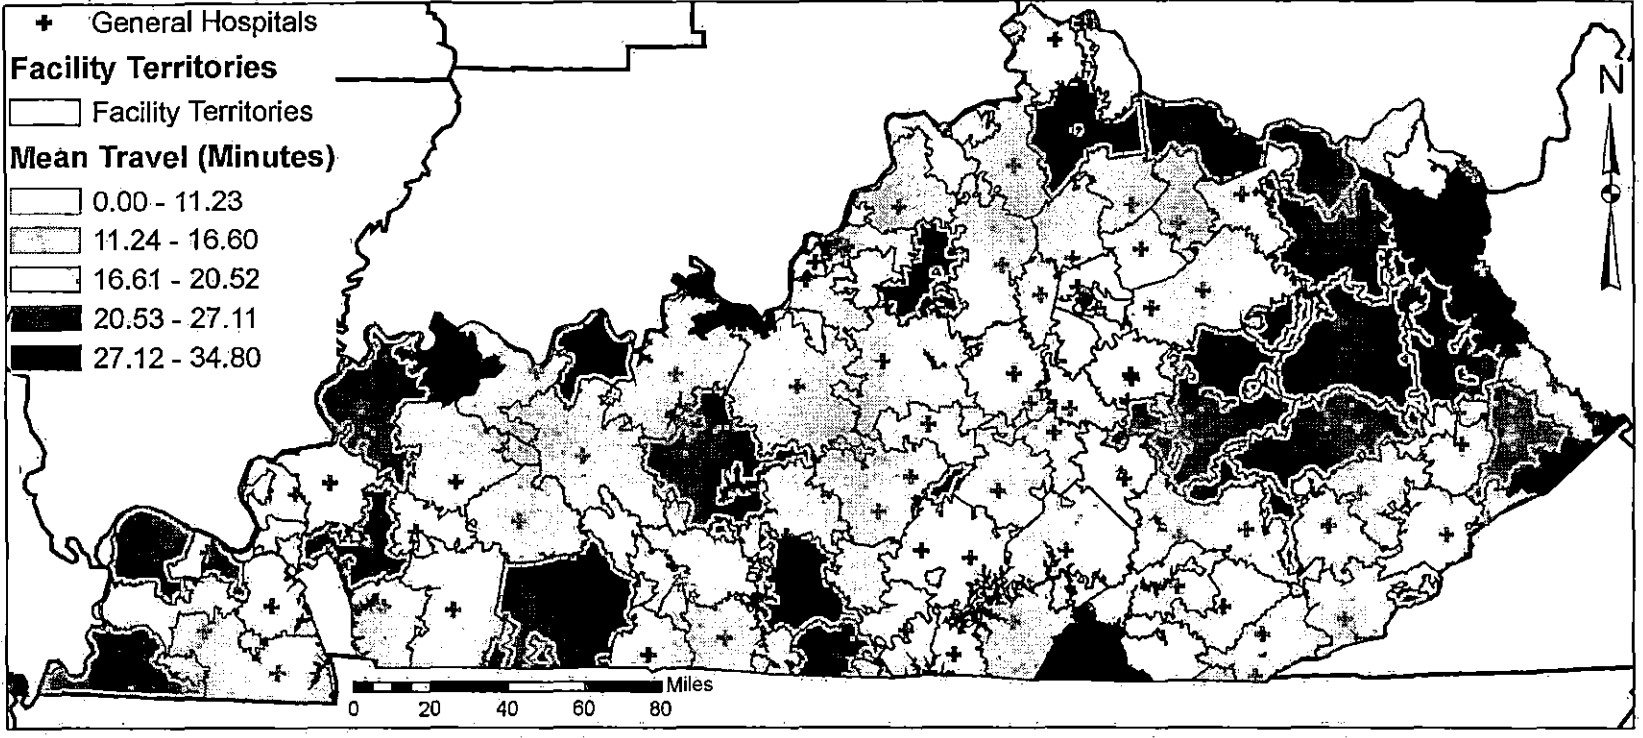 General Hospitals
Facility Territories
Facility Territories
Mean Travel (Minutes)
0.00 - 11.23
11.24 - 16.60
16.61 - 20.52
20.53 - 27.11
27.12 - 34.80
N
Miles
0 20 40 60 80